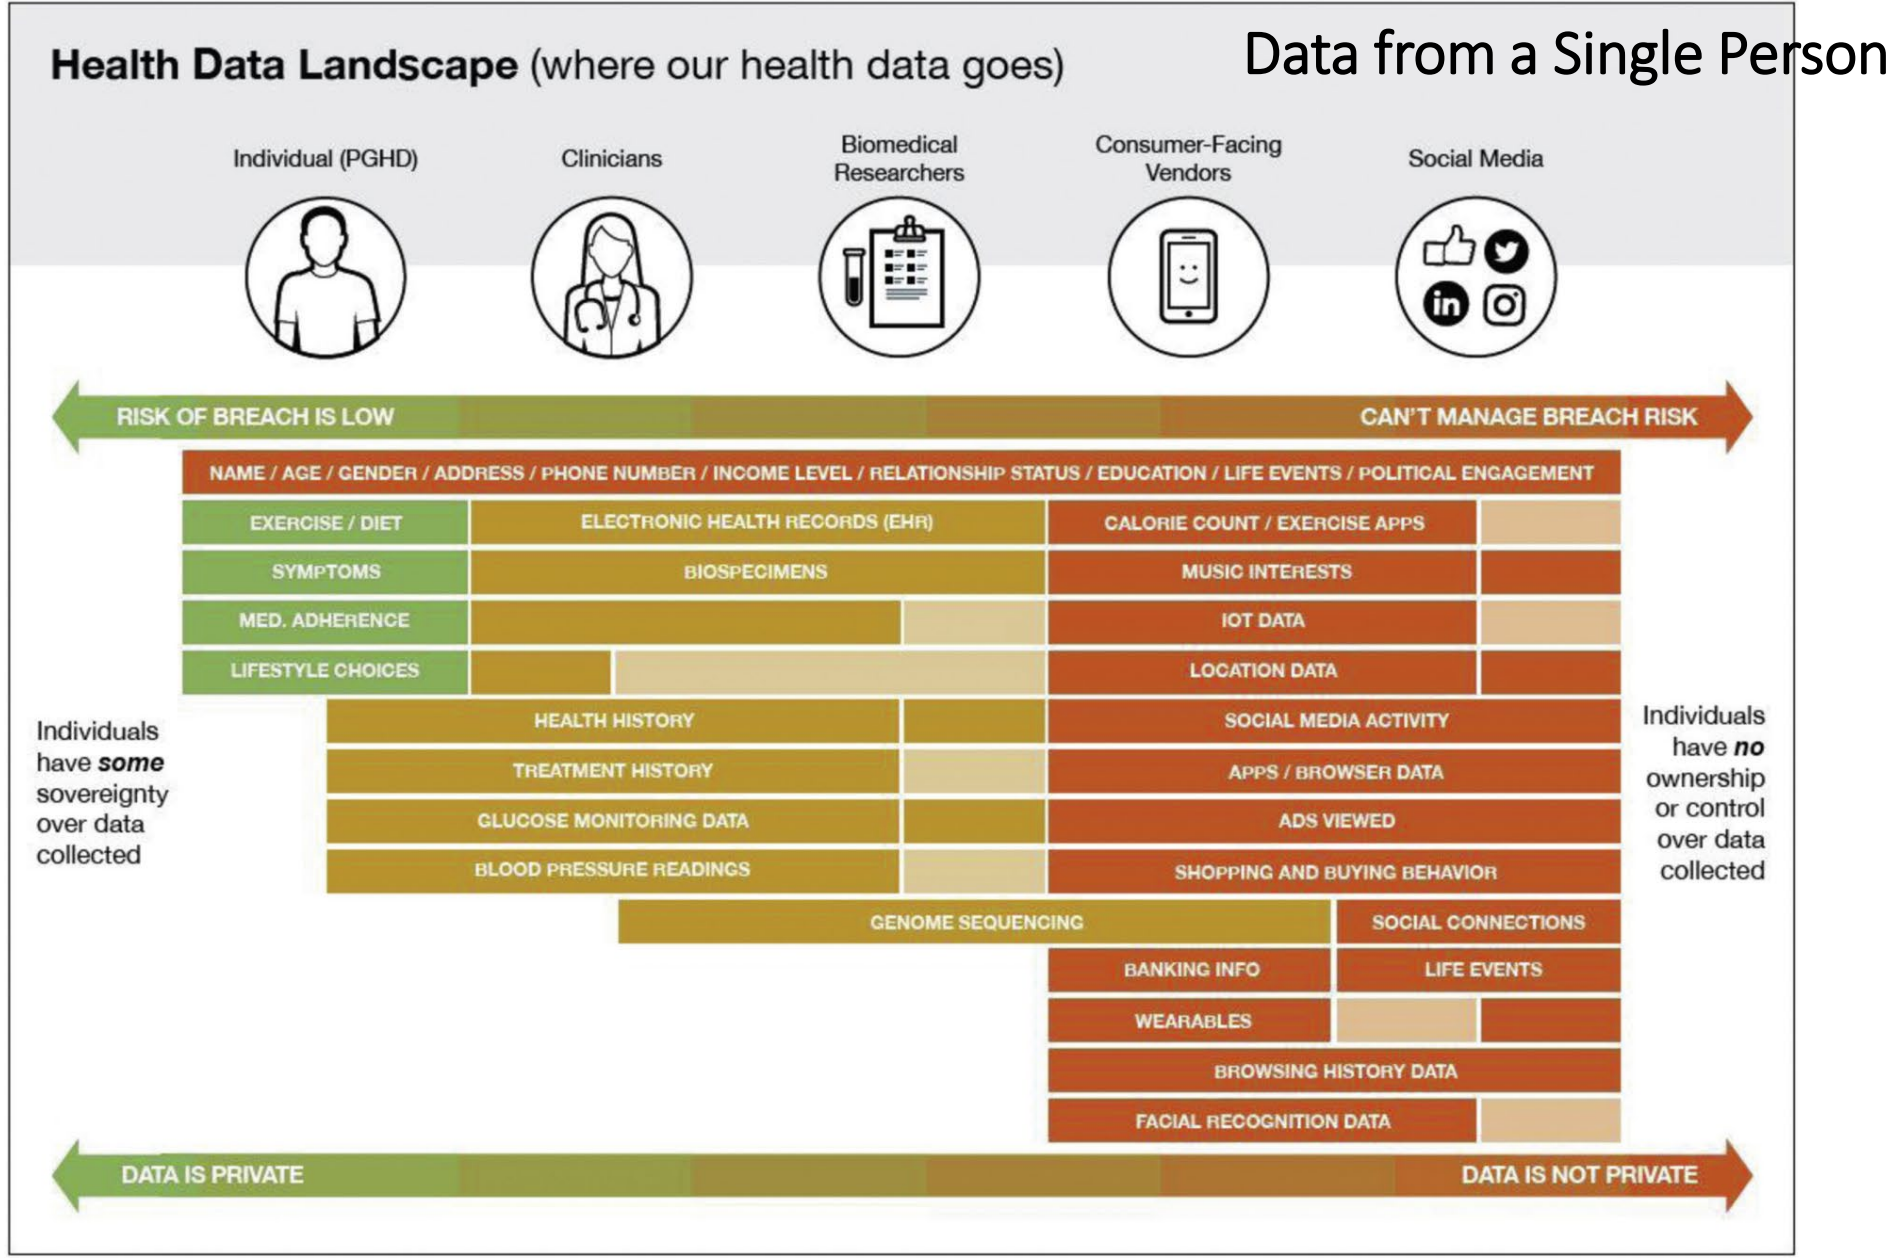 Health Data Landscape (where our health data goes)
Data from a Single Person
Individual (PGHD)
Clinicians
Biomedical
Researchers
Consumer-Facing
Vendors
Social Media
in
RISK OF BREACH IS LOW
CAN'T MANAGE BREACH RISK
NAME / AGE / GENDER / ADDRESS / PHONE NUMBER / INCOME LEVEL / RELATIONSHIP STATUS / EDUCATION / LIFE EVENTS / POLITICAL ENGAGEMENT
EXERCISE / DIET
ELECTRONIC HEALTH RECORDS (EHR)
CALORIE COUNT / EXERCISE APPS
SYMPTOMS
BIOSPECIMENS
MUSIC INTERESTS
MED. ADHERENCE
IOT DATA
LIFESTYLE CHOICES
LOCATION DATA
HEALTH HISTORY
SOCIAL MEDIA ACTIVITY
TREATMENT HISTORY
APPS / BROWSER DATA
GLUCOSE MONITORING DATA
ADS VIEWED
BLOOD PRESSURE READINGS
SHOPPING AND BUYING BEHAVIOR
GENOME SEQUENCING
SOCIAL CONNECTIONS
BANKING INFO
LIFE EVENTS
WEARABLES
BROWSING HISTORY DATA
FACIAL RECOGNITION DATA
Individuals
have some
sovereignty
over data
collected
Individuals
have no
ownership
or control
over data
collected
DATA IS PRIVATE
DATA IS NOT PRIVATE